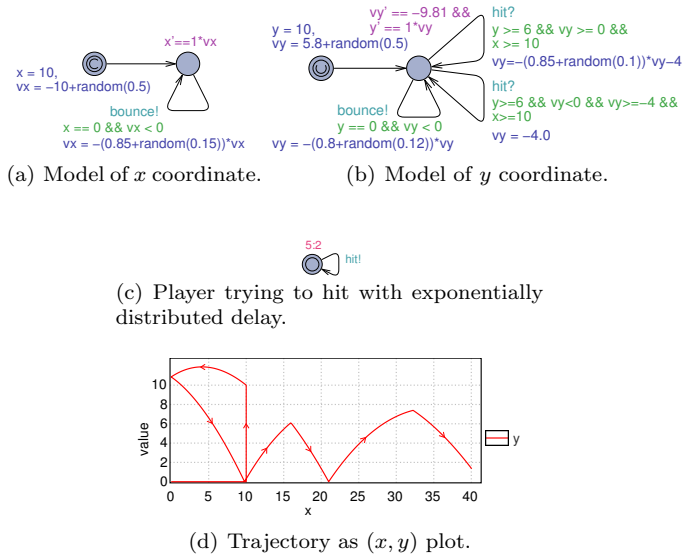 x'==1*vx
x = 10,
vx = −10+random(0.5)
bounce!
x == 0 && vx < 0
vx = −(0.85+random(0.15))*vx
(a) Model of x coordinate.
vy' == −9.81 &&
y' == 1*vy
y = 10,
vy = 5.8+random(0.5)
hit?
y >= 6 && vy >= 0 &&
x >= 10
vy=−(0.85+random(0.1))*vy−4
hit?
y>=6 && vy<0 && vy>=−4 &&
x>=10
vy = −4.0
bounce!
y == 0 && vy < 0
vy = −(0.8+random(0.12))*vy
(b) Model of y coordinate.
5:2
hit!
(c) Player trying to hit with exponentially
distributed delay.
value
10
8
6
4
2
0
0 5 10 15 20 25 30 35 40
x
y
(d) Trajectory as (x, y) plot.